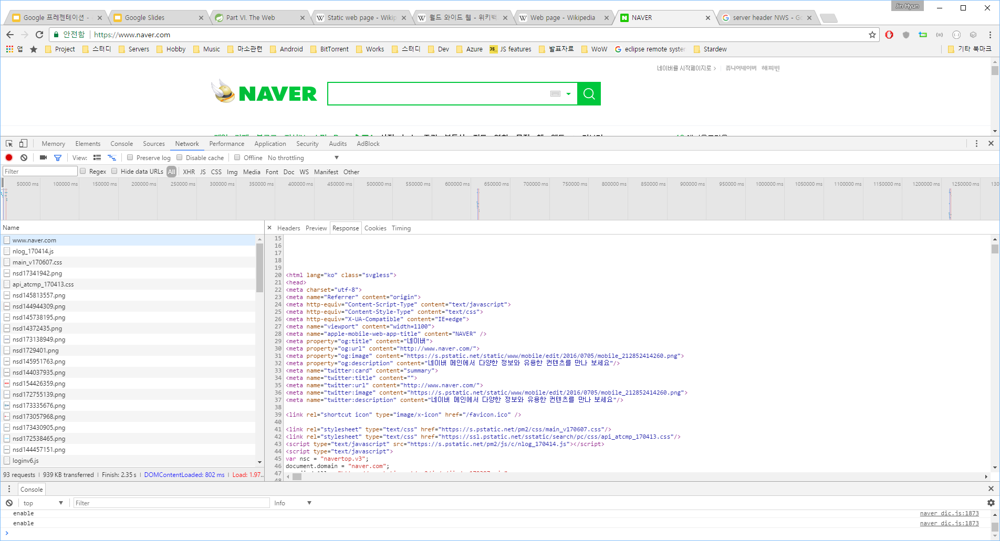 Jin Hyun
Google 프레젠테이션 - Google Slides Part VI. The Web Static web page - Wikip 월드 와이드 웹 - 위키백 Web page - Wikipedia NAVER server header NWS - Go
안전함 https://www.naver.com
앱 Project 스터디 Servers Hobby Music 마소관련 Android BitTorrent Works 스터디 Dev Azure JS features 발표자료 WoW eclipse remote syster Stardew 기타 북마크
네이버를 시작페이지로 > 쥬니어네이버 해피빈
NAVER
Memory Elements Console Sources Network Performance Application Security Audits AdBlock
View: Preserve log Disable cache Offline No throttling
Filter Regex Hide data URLs All XHR JS CSS Img Media Font Doc WS Manifest Other
50000 ms 100000 ms 150000 ms 200000 ms 250000 ms 300000 ms 350000 ms 400000 ms 450000 ms 500000 ms 550000 ms 600000 ms 650000 ms 700000 ms 750000 ms 800000 ms 850000 ms 900000 ms 950000 ms 1000000 ms 1050000 ms 1100000 ms 1150000 ms 1200000 ms 1250000 ms 130
Name
www.naver.com
nlog_170414.js
main_v170607.css
nsd17341942.png
api_atcmp_170413.css
nsd145813557.png
nsd144944309.png
nsd145738195.png
nsd14372435.png
nsd173138949.png
nsd1729401.png
nsd145951763.png
nsd144037935.png
nsd154426359.png
nsd172755139.png
nsd173335676.png
nsd173057968.png
nsd173430905.png
nsd172538465.png
nsd144457151.png
loginv6.js
93 requests | 939 KB transferred | Finish: 2.35 s | DOMContentLoaded: 802 ms | Load: 1.97...
Headers Preview Response Cookies Timing
15
16
17
18
19
20 <html lang="ko" class="svgless">
21 <head>
22 <meta charset="utf-8">
23 <meta name="Referrer" content="origin">
24 <meta http-equiv="Content-Script-Type" content="text/javascript">
25 <meta http-equiv="Content-Style-Type" content="text/css">
26 <meta http-equiv="X-UA-Compatible" content="IE=edge">
27 <meta name="viewport" content="width=1100">
28 <meta name="apple-mobile-web-app-title" content="NAVER" />
29 <meta property="og:title" content="네이버">
30 <meta property="og:url" content="http://www.naver.com/">
31 <meta property="og:image" content="https://s.pstatic.net/static/www/mobile/edit/2016/0705/mobile_212852414260.png">
32 <meta property="og:description" content="네이버 메인에서 다양한 정보와 유용한 컨텐츠를 만나 보세요"/>
33 <meta name="twitter:card" content="summary">
34 <meta name="twitter:title" content="">
35 <meta name="twitter:url" content="http://www.naver.com/">
36 <meta name="twitter:image" content="https://s.pstatic.net/static/www/mobile/edit/2016/0705/mobile_212852414260.png">
37 <meta name="twitter:description" content="네이버 메인에서 다양한 정보와 유용한 컨텐츠를 만나 보세요"/>
38
39 <link rel="shortcut icon" type="image/x-icon" href="/favicon.ico" />
40
41 <link rel="stylesheet" type="text/css" href="https://s.pstatic.net/pm2/css/main_v170607.css"/>
42 <link rel="stylesheet" type="text/css" href="https://ssl.pstatic.net/sstatic/search/pc/css/api_atcmp_170413.css"/>
43 <script type="text/javascript" src="https://s.pstatic.net/pm2/js/c/nlog_170414.js"></script>
44 <script type="text/javascript">
45 var nsc = "navertop.v3";
46 document.domain = "naver.com";
47
48
Console
top Filter Info
enable naver_dic.js:1873
enable naver_dic.js:1873
>